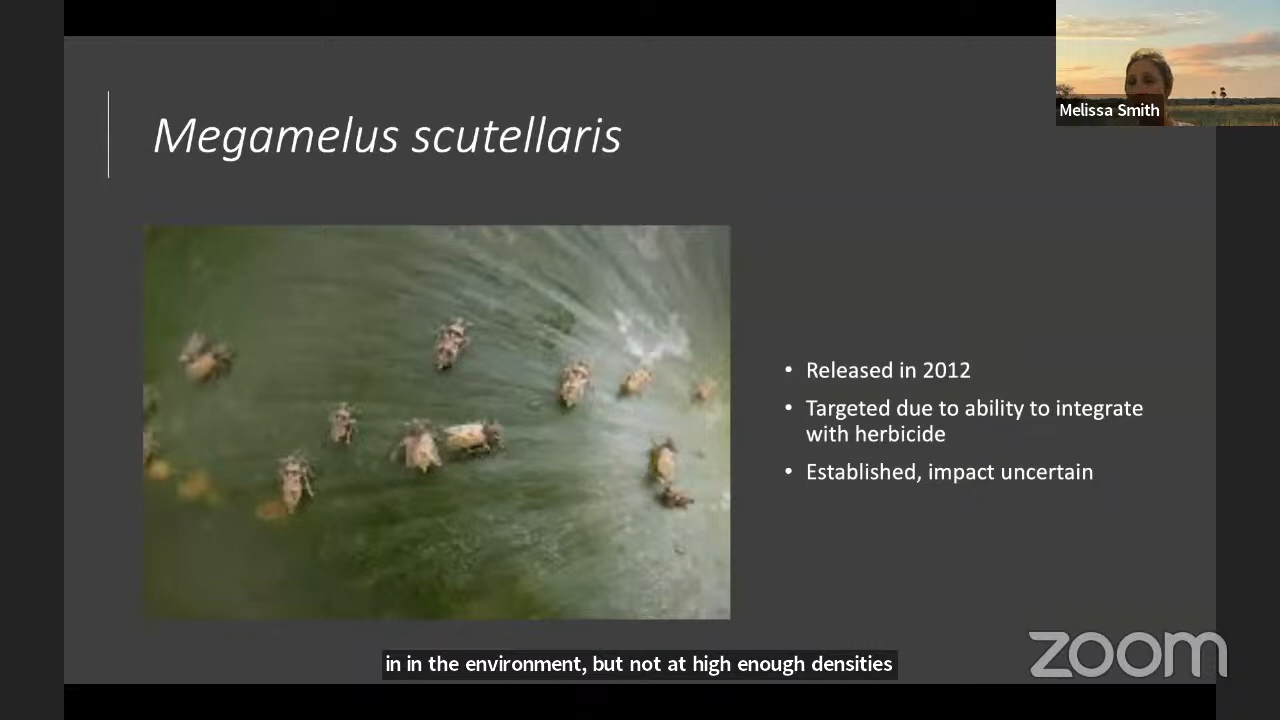 Melissa Smith
Megamelus scutellaris
• Released in 2012
• Targeted due to ability to integrate
with herbicide
• Established, impact uncertain
in in the environment, but not at high enough densities
zoom